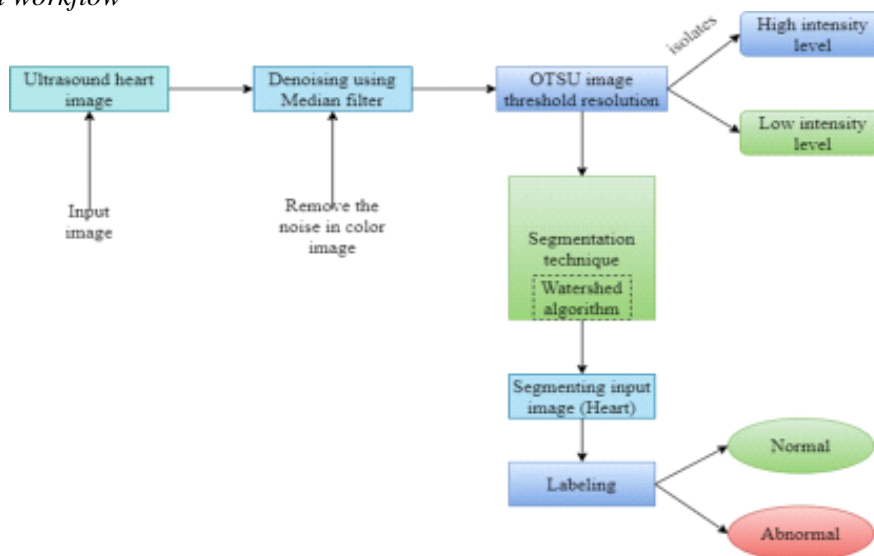 workflow
Ultrasound heart
image
Denoising using
Median filter
OTSU image
threshold resolution
isolates
High intensity
level
Low intensity
level
Input
image
Remove the
noise in color
image
Segmentation
technique
Watershed
algorithm
Segmenting input
image (Heart)
Labeling
Normal
Abnormal